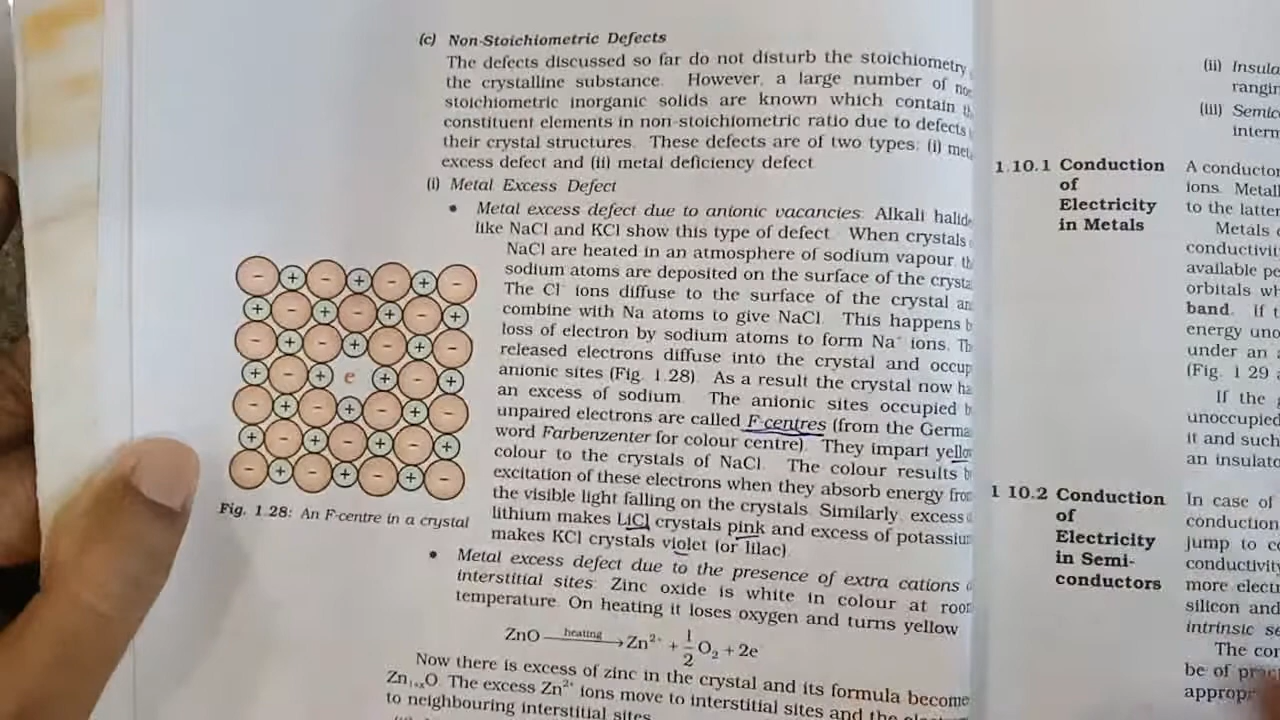 (c) Non-Stoichiometric Defects
The defects discussed so far do not disturb the stoichiometry
the crystalline substance. However, a large number of
stoichiometric inorganic solids are known which contain
constituent elements in non-stoichiometric ratio due to defects
their crystal structures. These defects are of two types: (i)
excess defect and (ii) metal deficiency defect
(i) Metal Excess Defect
• Metal excess defect due to anionic vacancies: Alkali
like NaCl and KCl show this type of defect. When crystals
NaCl are heated in an atmosphere of sodium vapour,
sodium atoms are deposited on the surface of the
The Cl⁻ ions diffuse to the surface of the crystal
combine with Na atoms to give NaCl. This happens
loss of electron by sodium atoms to form Na⁺ ions.
released electrons diffuse into the crystal and
anionic sites (Fig. 1.28). As a result the crystal now
an excess of sodium. The anionic sites occupied
unpaired electrons are called F-centres (from the
word Farbenzenter for colour centre). They impart
colour to the crystals of NaCl. The colour results
excitation of these electrons when they absorb energy
the visible light falling on the crystals. Similarly, excess
lithium makes LiCl crystals pink and excess of
makes KCl crystals violet (or lilac).
• Metal excess defect due to the presence of extra cations
interstitial sites: Zinc oxide is white in colour at
temperature. On heating it loses oxygen and turns yellow
ZnO heating → Zn²⁺ + 1/2 O₂ + 2e⁻
Now there is excess of zinc in the crystal and its formula
Zn₁₊ₓO. The excess Zn²⁺ ions move to interstitial sites and the
to neighbouring interstitial sites.
- + - + - + -
+ - + - + - +
- + - + - + -
+ - + e + - +
- + - + - + -
+ - + - + - +
- + - + - + -
Fig. 1.28: An F-centre in a crystal
(ii)
(iii)
1.10.1 Conduction
of
Electricity
in Metals
A
ions.
to the latter
Metals
available
orbitals
band. If
energy
under an
(Fig. 1.29
If the
unoccupied
it and such
an
1.10.2 Conduction
of
Electricity
in Semi-
conductors
In case of
conduction
jump to
more
silicon and
intrinsic
The
be of